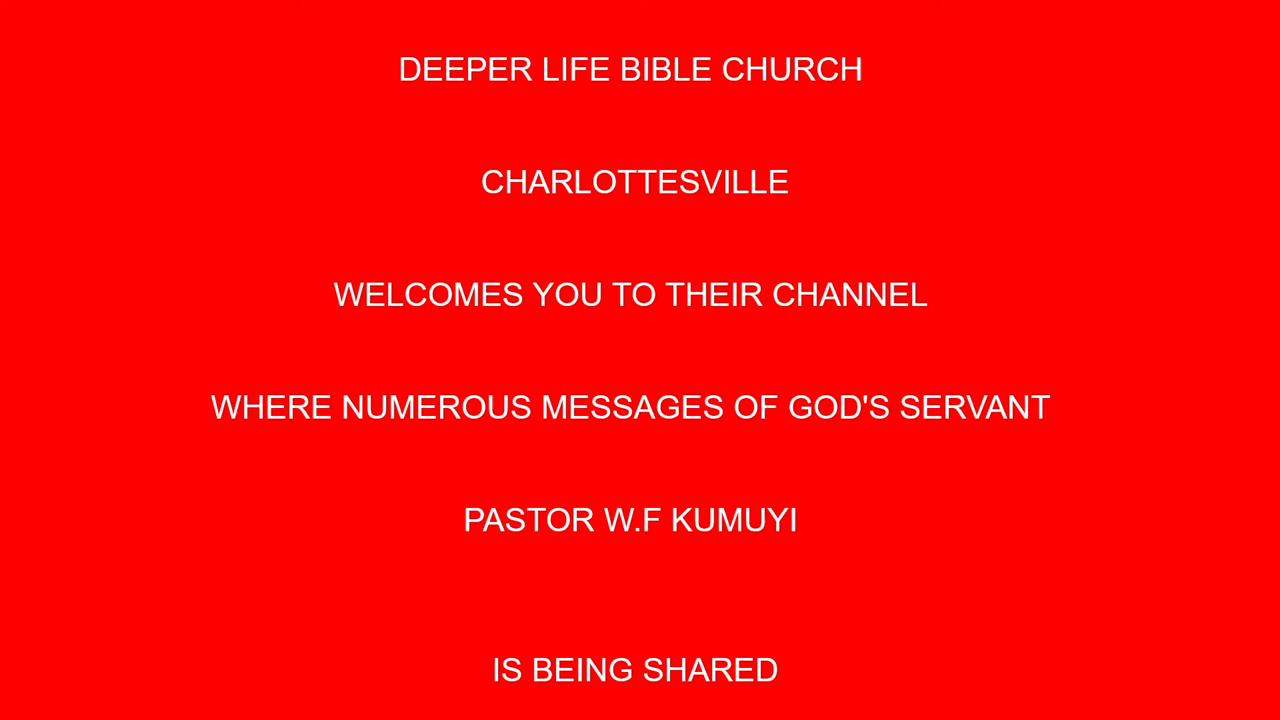 DEEPER LIFE BIBLE CHURCH
CHARLOTTESVILLE
WELCOMES YOU TO THEIR CHANNEL
WHERE NUMEROUS MESSAGES OF GOD'S SERVANT
PASTOR W.F KUMUYI
IS BEING SHARED